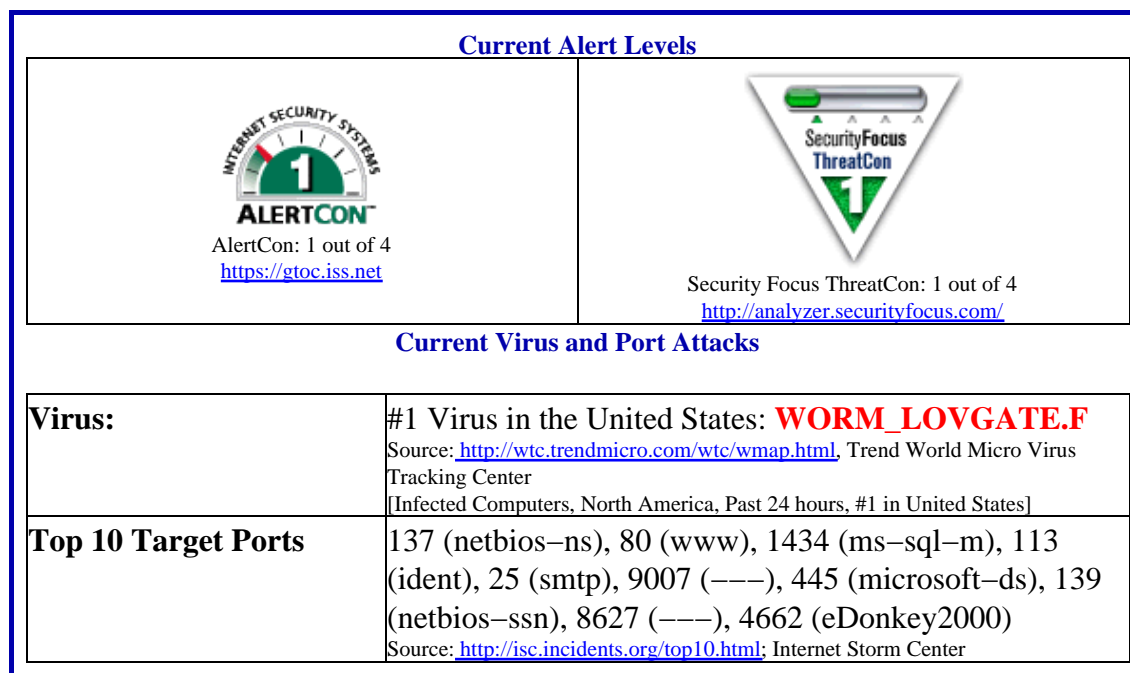 Current Alert Levels
INTERNET SECURITY SYSTEMS
1
ALERTCON™
AlertCon: 1 out of 4
https://gtoc.iss.net
SecurityFocus
ThreatCon
1
Security Focus ThreatCon: 1 out of 4
http://analyzer.securityfocus.com/
Current Virus and Port Attacks
Virus:
#1 Virus in the United States: WORM_LOVGATE.F
Source: http://wtc.trendmicro.com/wtc/wmap.html, Trend World Micro Virus
Tracking Center
[Infected Computers, North America, Past 24 hours, #1 in United States]
Top 10 Target Ports
137 (netbios−ns), 80 (www), 1434 (ms−sql−m), 113
(ident), 25 (smtp), 9007 (−−−), 445 (microsoft−ds), 139
(netbios−ssn), 8627 (−−−), 4662 (eDonkey2000)
Source: http://isc.incidents.org/top10.html; Internet Storm Center